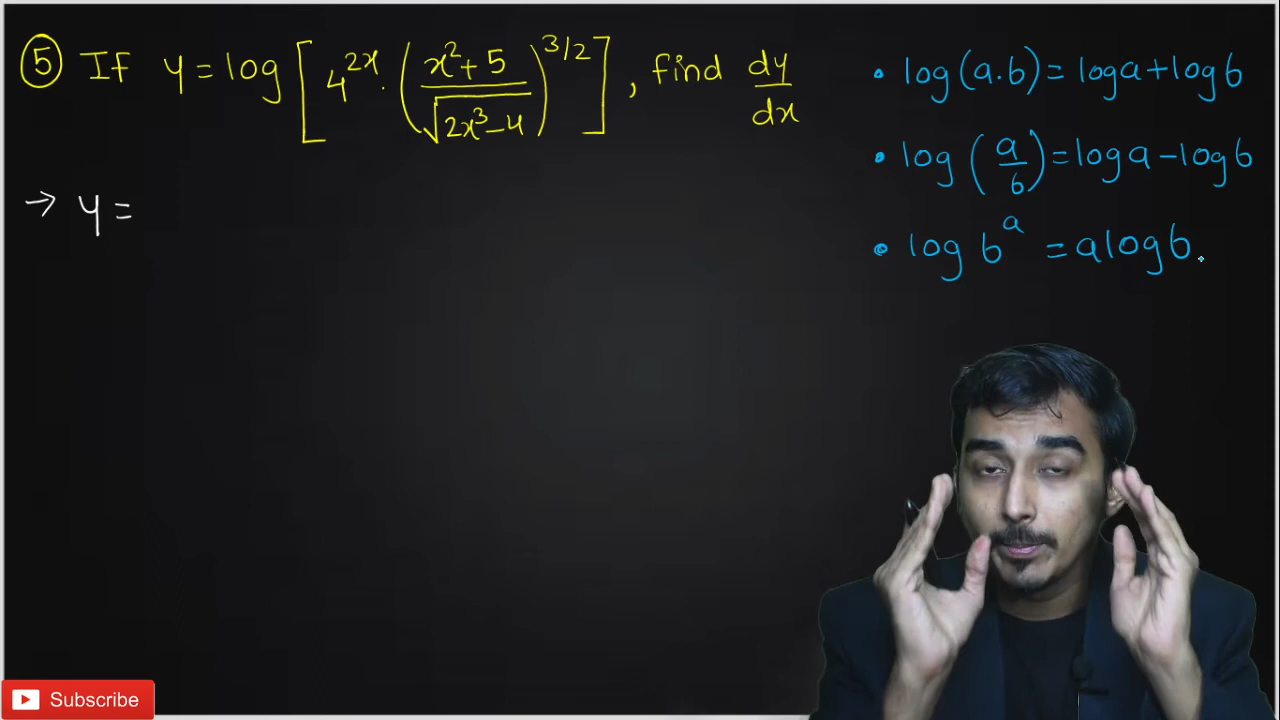 ⑤ If y = log [ 4^{2x} · ( (x² + 5) / √(2x³ - 4) )^{3/2} ] , find dy/dx
→ y =
• log (a.b) = log a + log b
• log (a/b) = log a - log b
• log b^a = a log b.
Subscribe